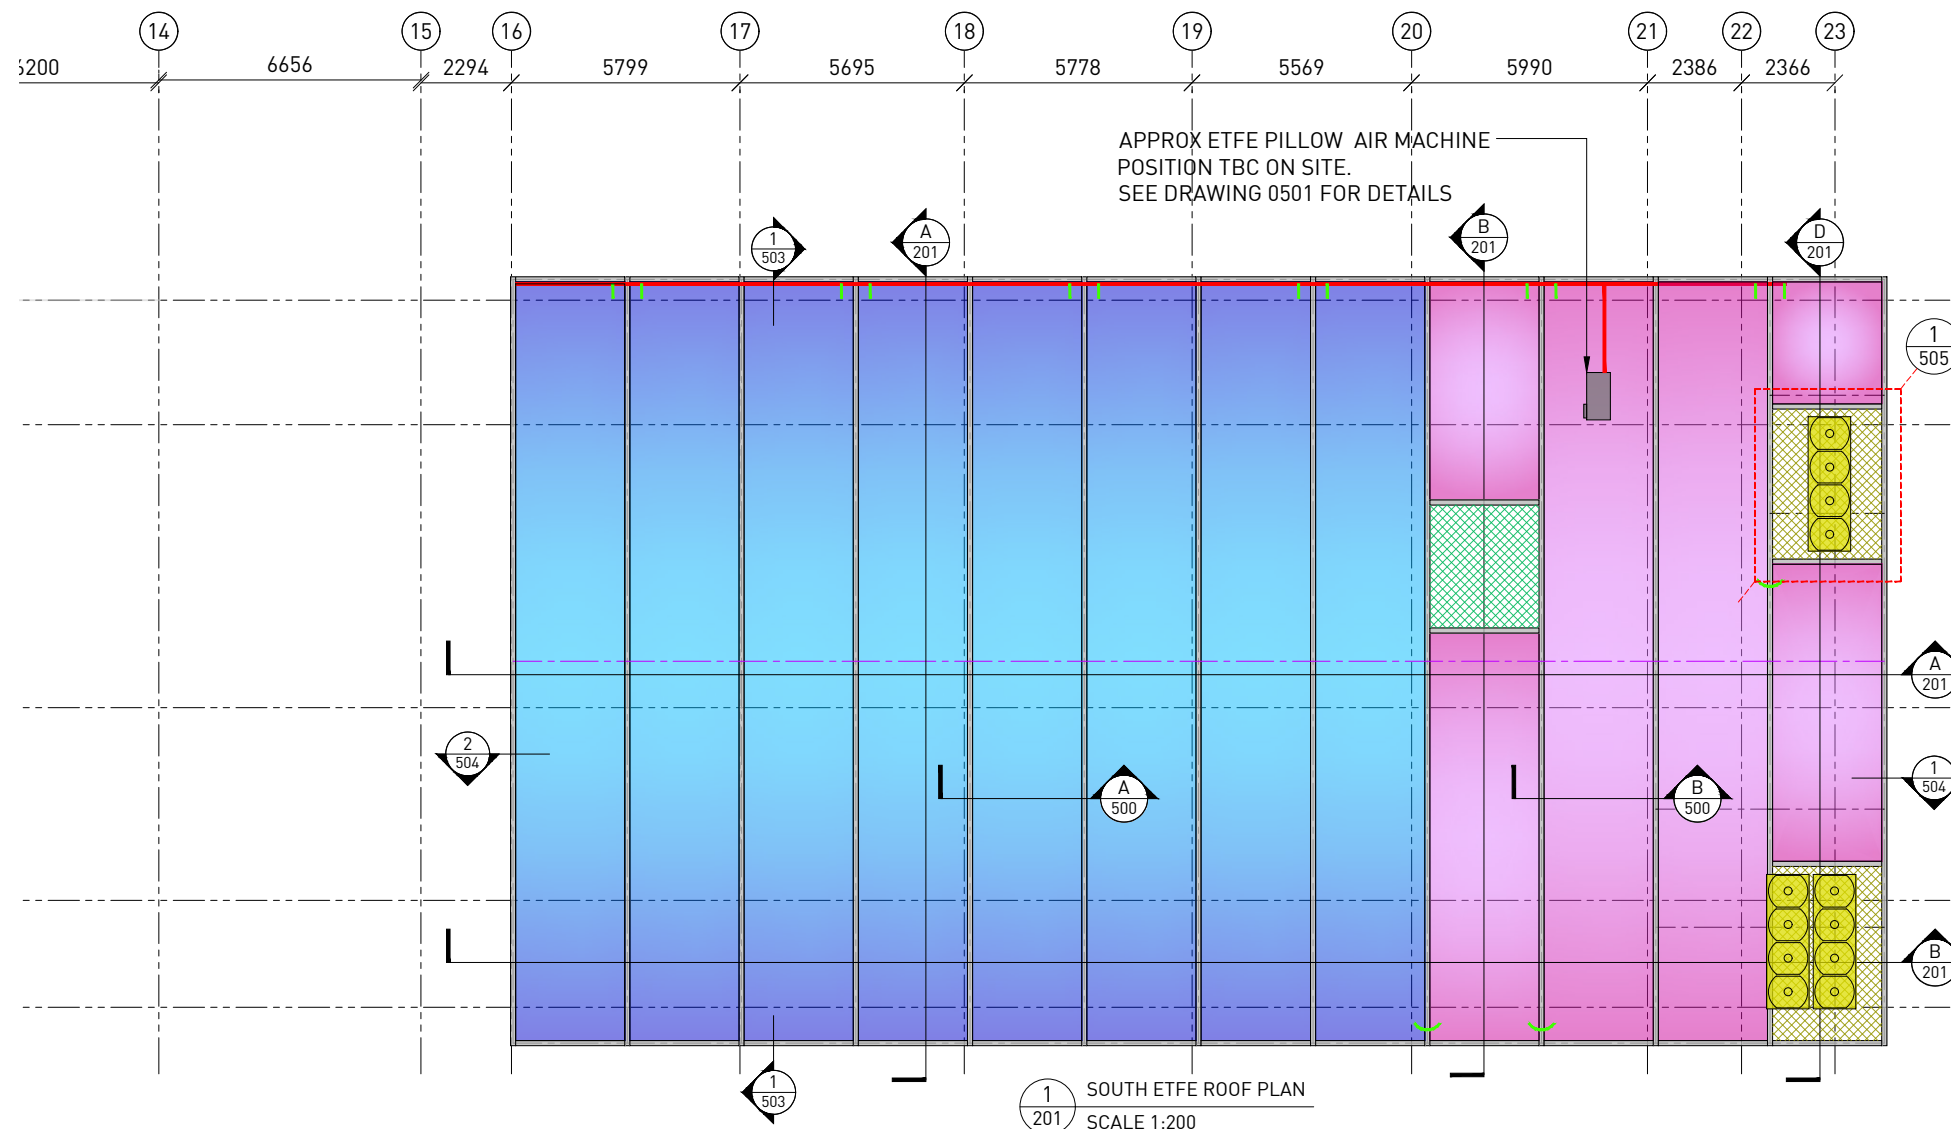 14 15 16 17 18 19 20 21 22 23
6656 2294 5799 5695 5778 5569 5990 2386 2366
APPROX ETFE PILLOW AIR MACHINE
POSITION TBC ON SITE.
SEE DRAWING 0501 FOR DETAILS
1
503
A
201
B
201
D
201
1
505
A
201
2
504
A
500
B
500
1
504
B
201
1
503
1
201
SOUTH ETFE ROOF PLAN
SCALE 1:200